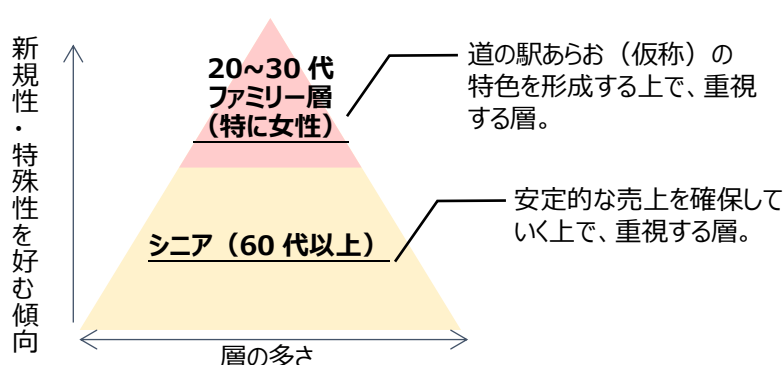 新規性・特殊性を好む傾向
20~30 代
ファミリー層
（特に女性）
道の駅あらお（仮称）の
特色を形成する上で、重視
する層。
シニア（60 代以上）
安定的な売上を確保して
いく上で、重視する層。
層の多さ